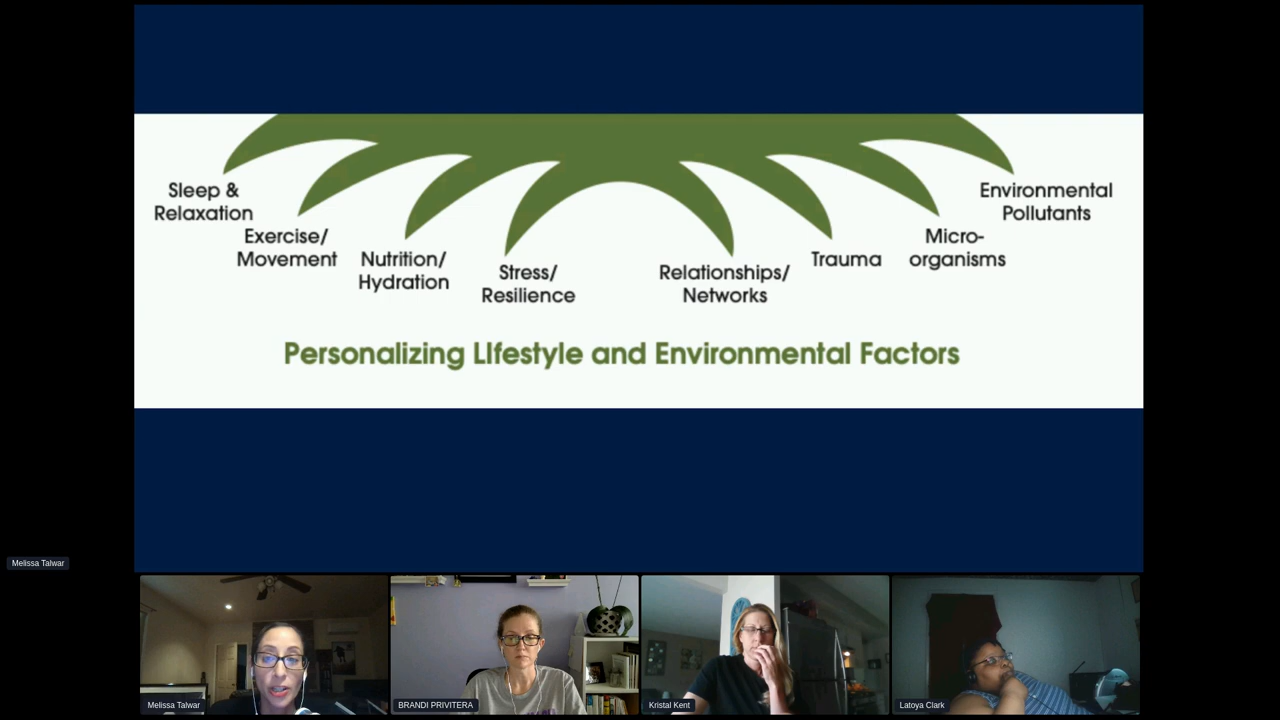 Sleep &
Relaxation
Exercise/
Movement
Nutrition/
Hydration
Stress/
Resilience
Relationships/
Networks
Trauma
Micro-
organisms
Environmental
Pollutants
Personalizing LIfestyle and Environmental Factors
Melissa Talwar
Melissa Talwar
BRANDI PRIVITERA
Kristal Kent
Latoya Clark